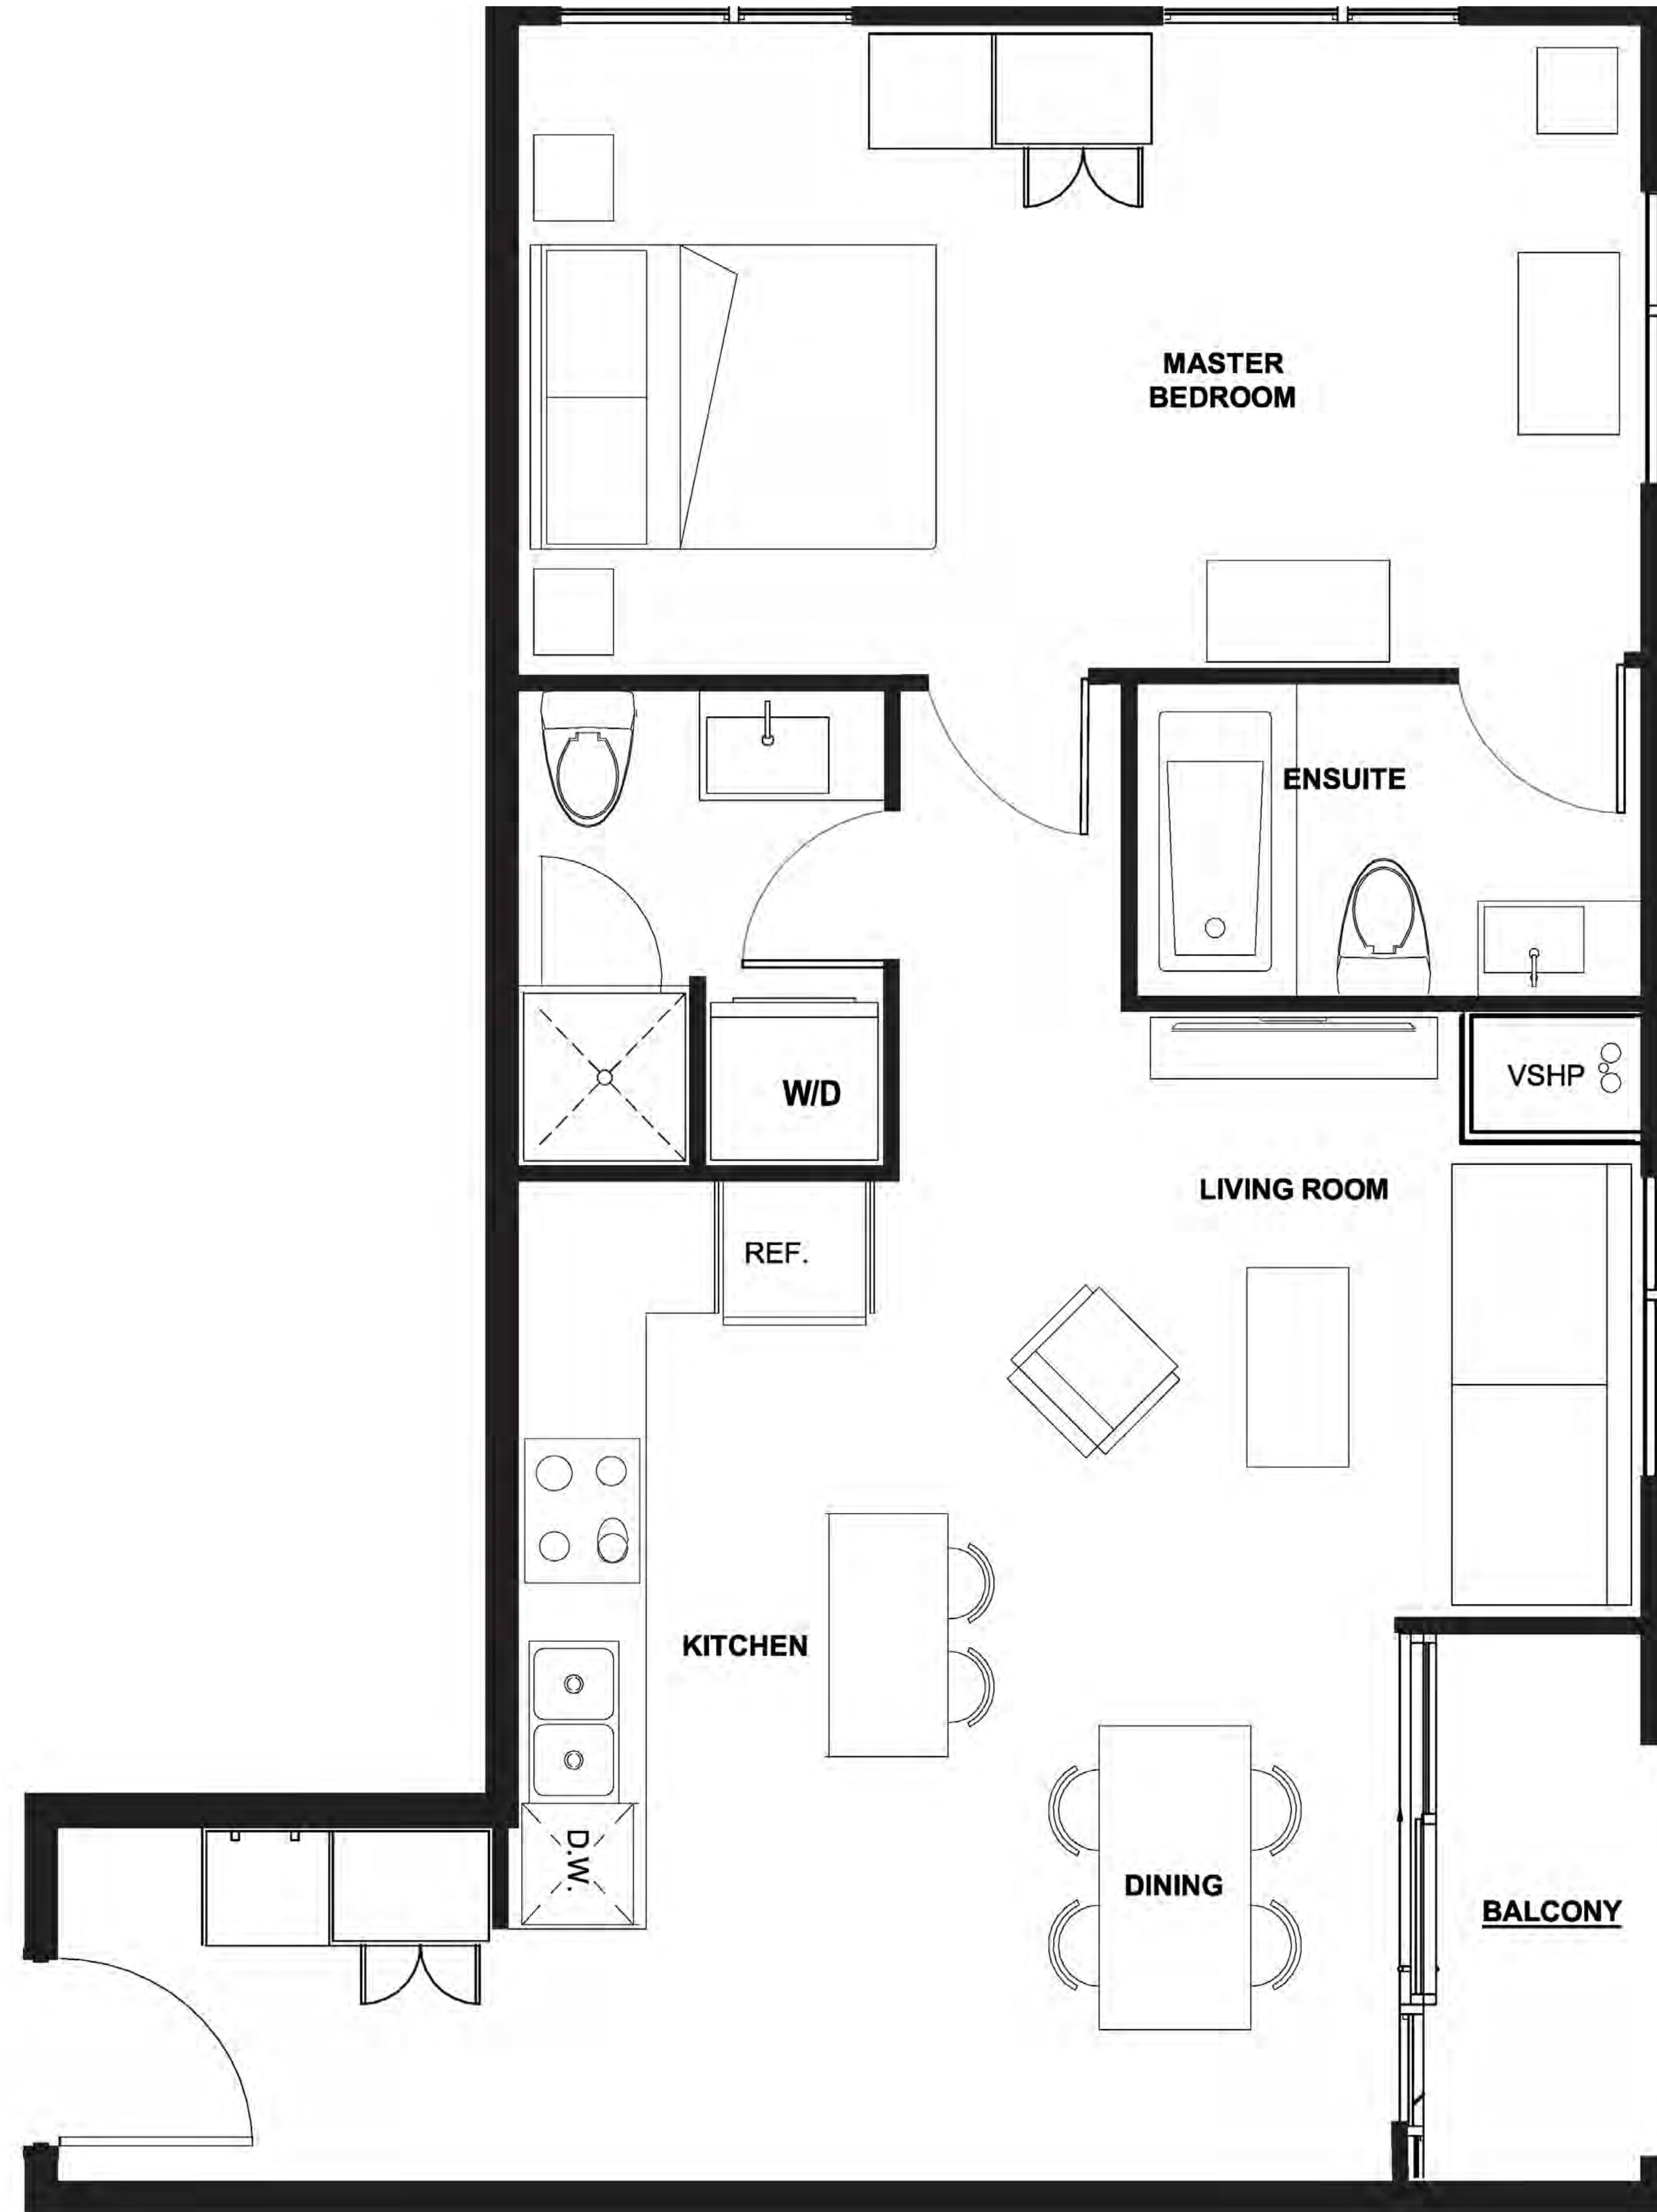 MASTER
BEDROOM
ENSUITE
W/D
VSHP
LIVING ROOM
REF.
KITCHEN
D.W.
DINING
BALCONY